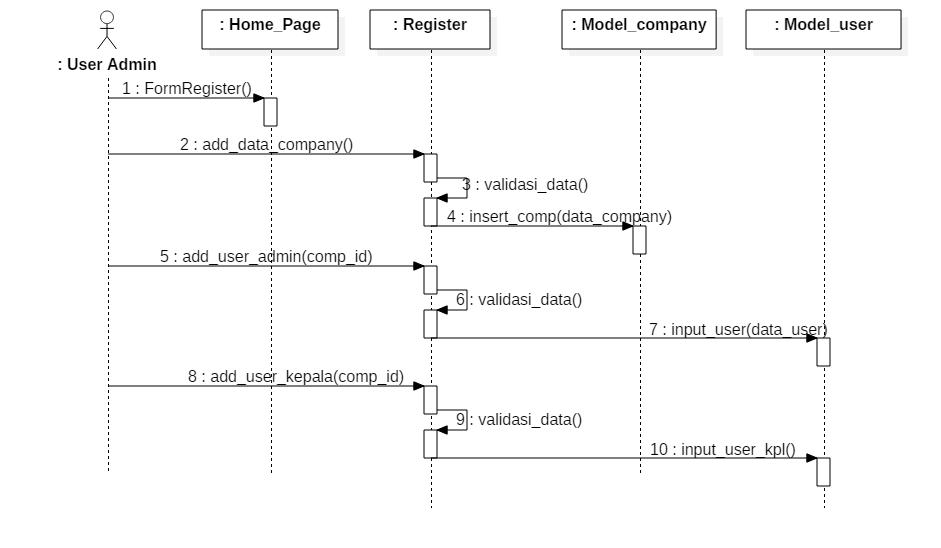 : Home_Page
: Register
: Model_company
: Model_user
: User Admin
1 : FormRegister()
2 : add_data_company()
3 : validasi_data()
4 : insert_comp(data_company)
5 : add_user_admin(comp_id)
6 : validasi_data()
7 : input_user(data_user)
8 : add_user_kepala(comp_id)
9 : validasi_data()
10 : input_user_kpl()